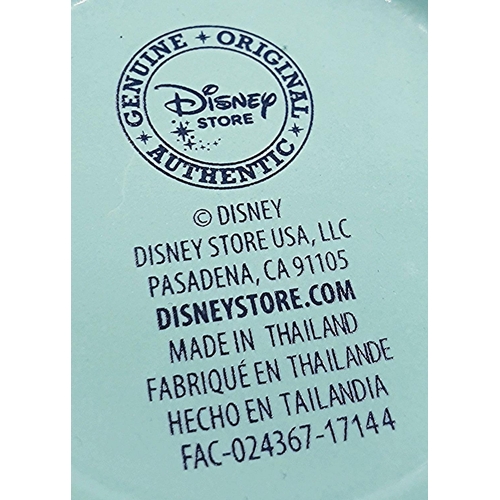 GENUINE ✦ ORIGINAL ✦ AUTHENTIC ✦
Disney
STORE
© DISNEY
DISNEY STORE USA, LLC
PASADENA, CA 91105
DISNEYSTORE.COM
MADE IN THAILAND
FABRIQUÉ EN THAILANDE
HECHO EN TAILANDIA
FAC-024367-17144